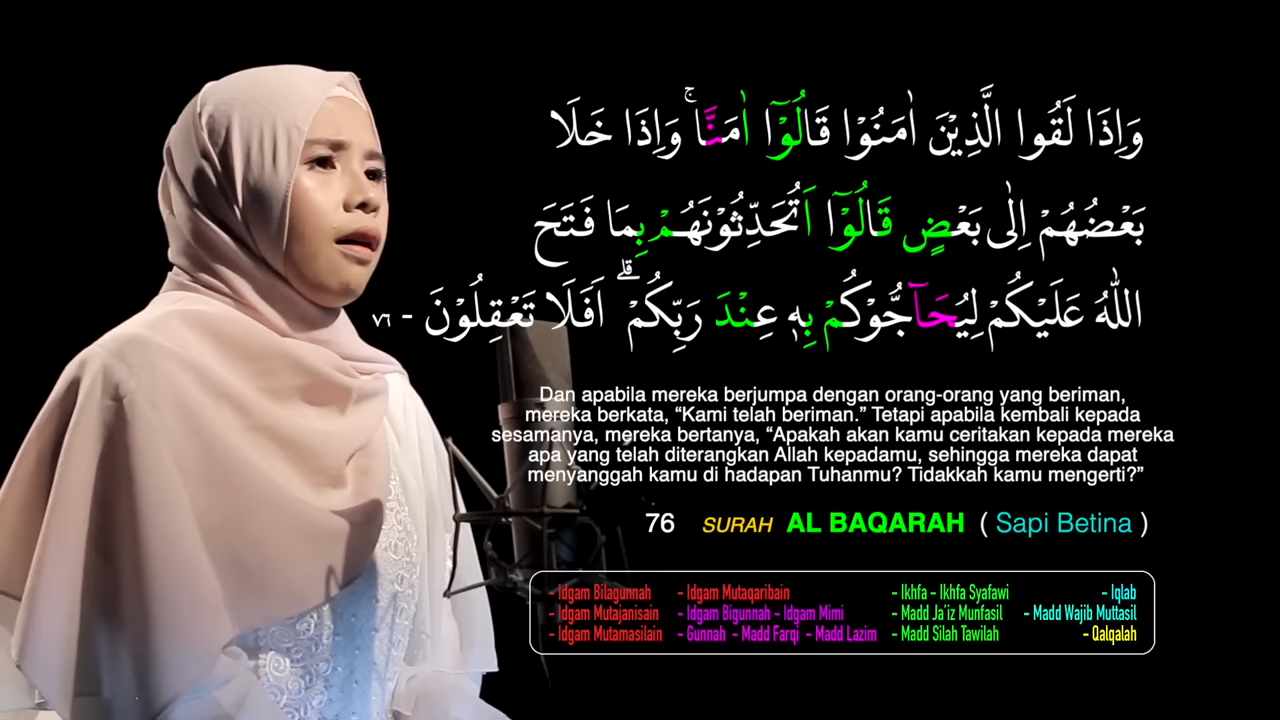 وَاِذَا لَقُوا الَّذِيْنَ اٰمَنُوْا قَالُوْٓا اٰمَنَّاۚ وَاِذَا خَلَا
بَعْضُهُمْ اِلٰى بَعْضٍ قَالُوْٓا اَتُحَدِّثُوْنَهُمْ بِمَا فَتَحَ
اللّٰهُ عَلَيْكُمْ لِيُحَاۤجُّوْكُمْ بِهٖ عِنْدَ رَبِّكُمْ ۗ اَفَلَا تَعْقِلُوْنَ - ٧٦
Dan apabila mereka berjumpa dengan orang-orang yang beriman,
mereka berkata, “Kami telah beriman.” Tetapi apabila kembali kepada
sesamanya, mereka bertanya, “Apakah akan kamu ceritakan kepada mereka
apa yang telah diterangkan Allah kepadamu, sehingga mereka dapat
menyanggah kamu di hadapan Tuhanmu? Tidakkah kamu mengerti?”
76 SURAH AL BAQARAH ( Sapi Betina )
- Idgam Bilagunnah - Idgam Mutaqaribain - Ikhfa - Ikhfa Syafawi - Iqlab
- Idgam Mutajanisain - Idgam Bigunnah - Idgam Mimi - Madd Ja'iz Munfasil - Madd Wajib Muttasil
- Idgam Mutamasilain - Gunnah - Madd Farqi - Madd Lazim - Madd Silah Tawilah - Qalqalah